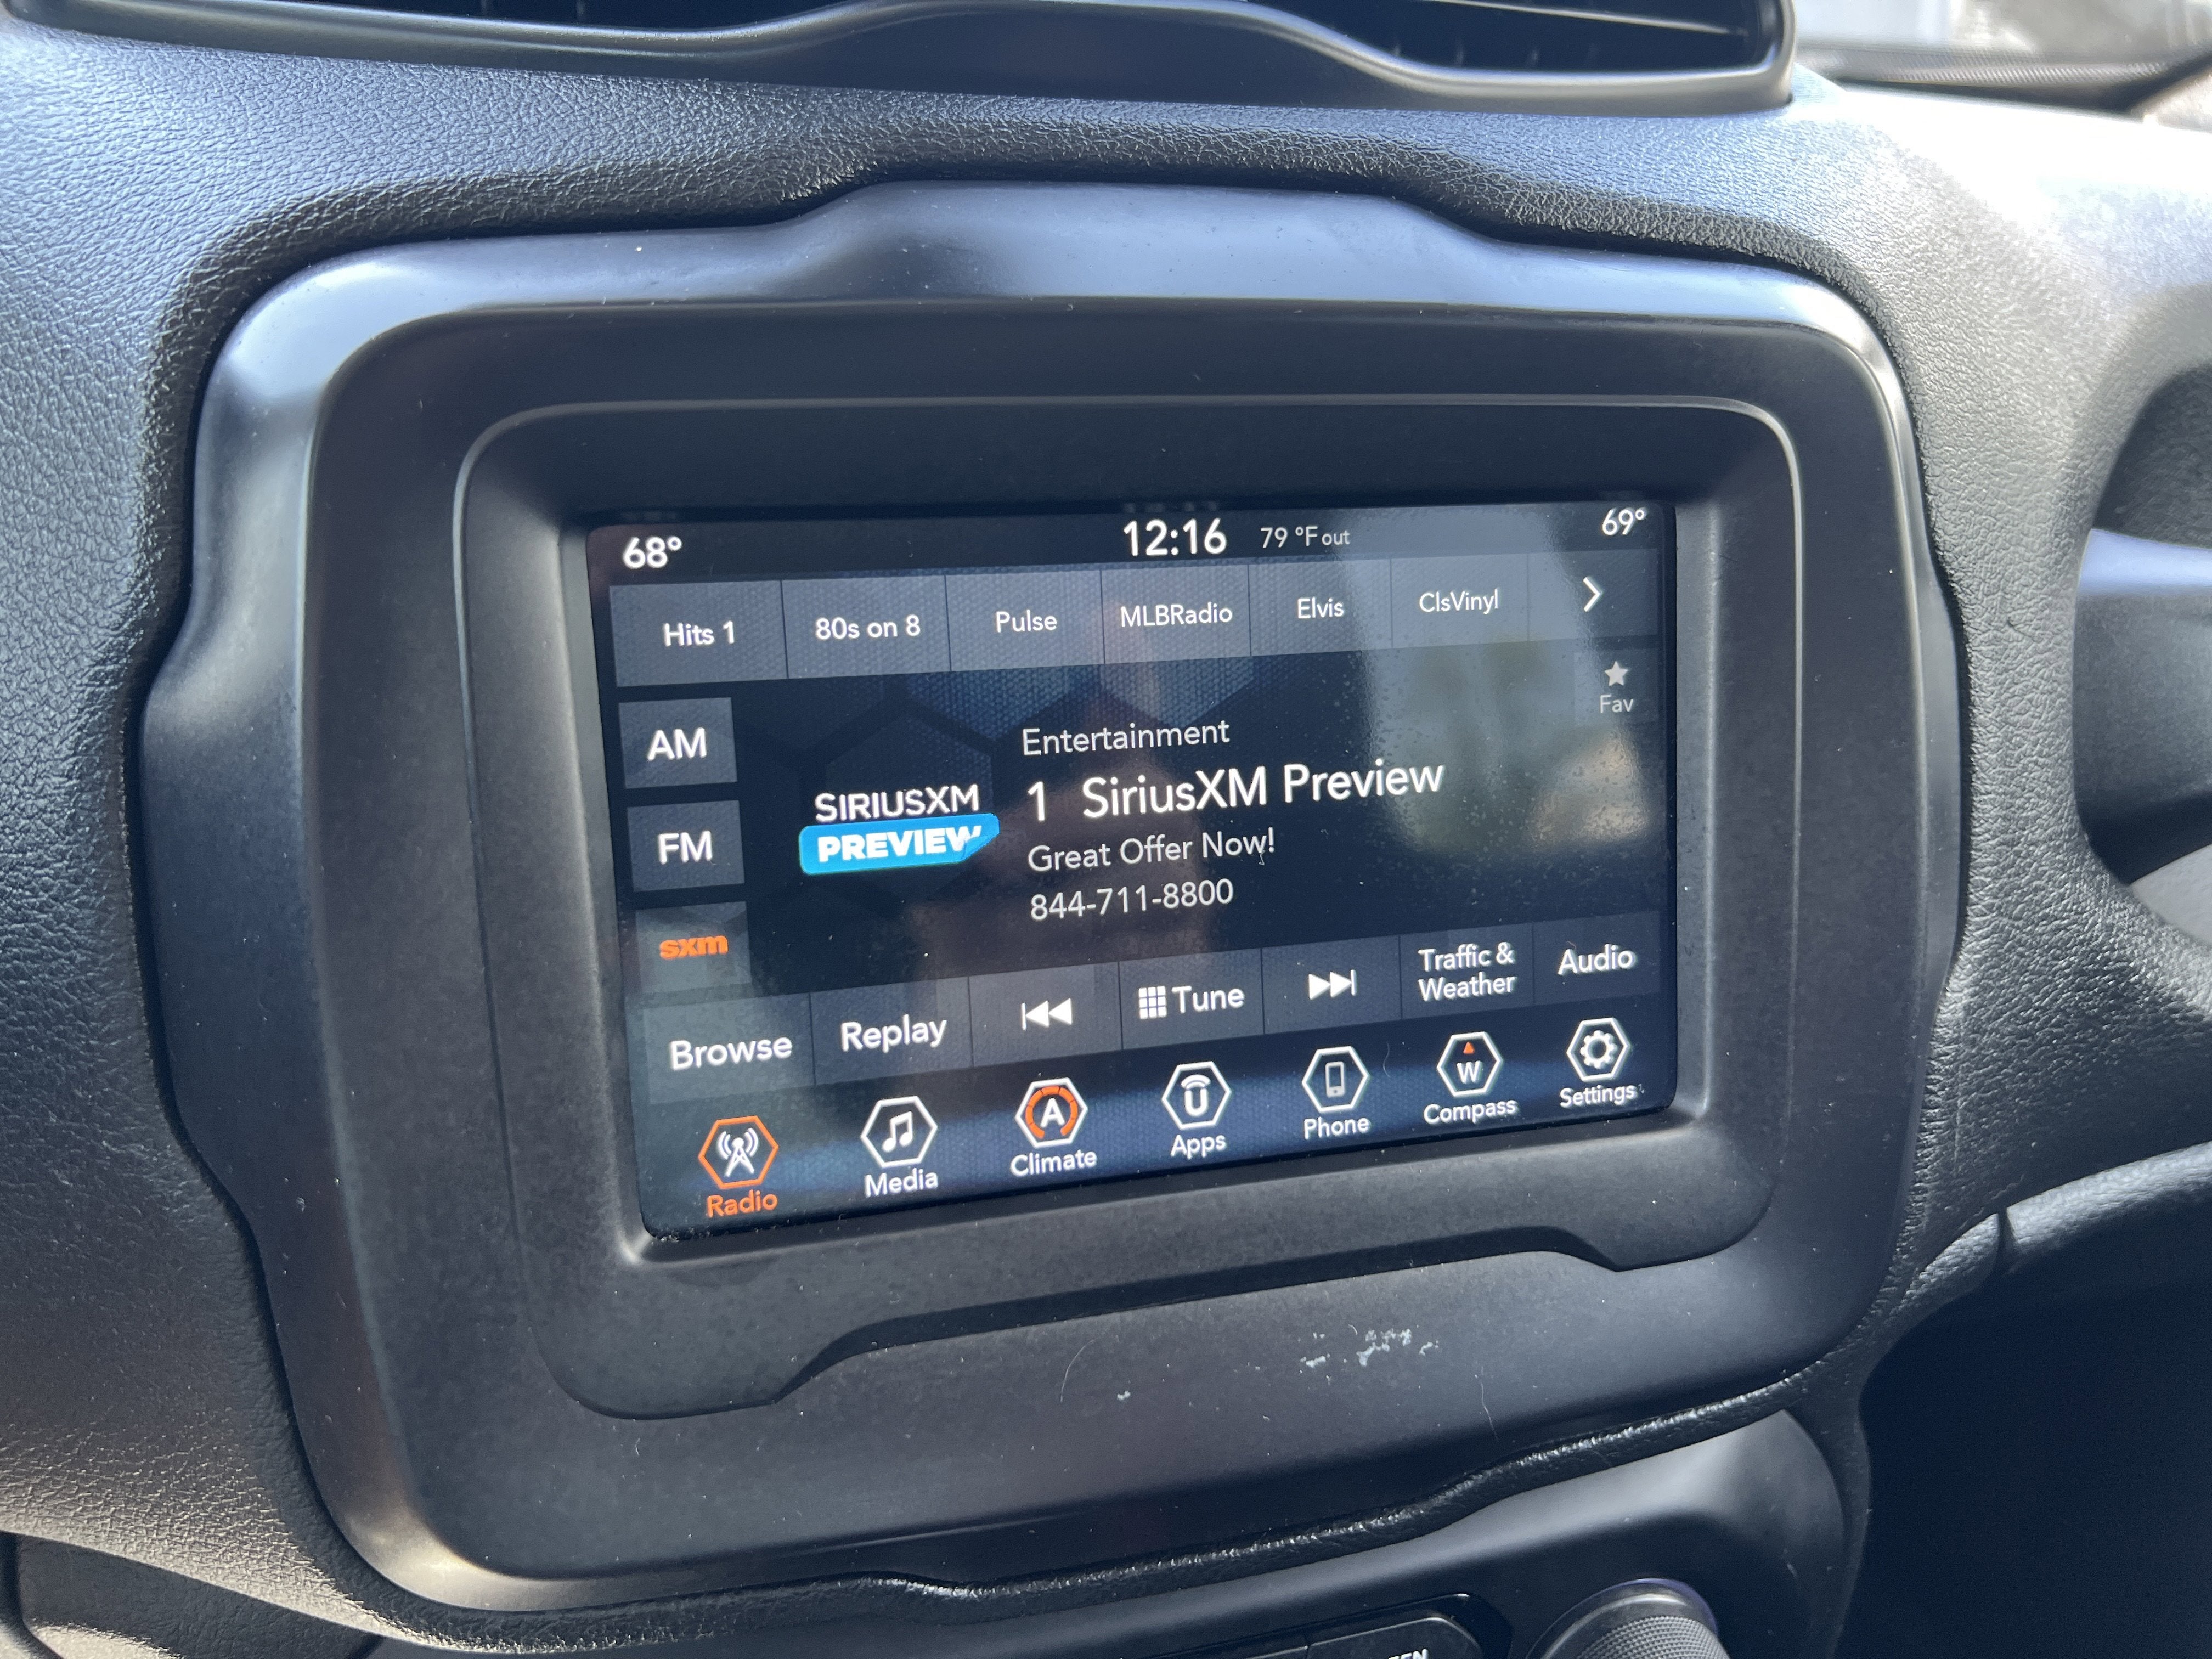 68°
12:16 79 °F out
69°
Hits 1
80s on 8
Pulse
MLBRadio
Elvis
ClsVinyl
Fav
AM
FM
sxm
SIRIUSXM
PREVIEW
Entertainment
1 SiriusXM Preview
Great Offer Now!
844-711-8800
Browse
Replay
Tune
Traffic &
Weather
Audio
Radio
Media
A
Climate
U
Apps
Phone
W
Compass
Settings